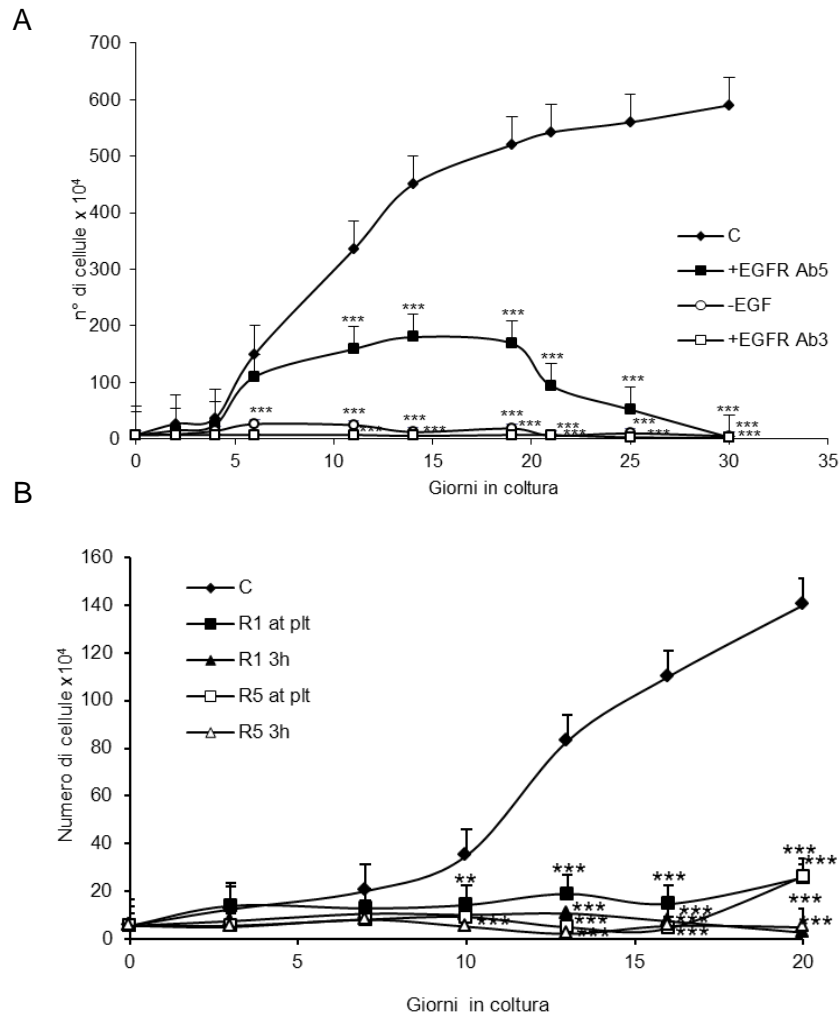 A
700
600
500
400
300
200
100
0
n° di cellule x 10⁴
C
+EGFR Ab5
-EGF
+EGFR Ab3
*** *** *** *** *** ***
*** *** *** *** *** ***
*** *** *** *** *** ***
0 5 10 15 20 25 30 35
Giorni in coltura
B
160
140
120
100
80
60
40
20
0
Numero di cellule x10⁴
C
R1 at plt
R1 3h
R5 at plt
R5 3h
** *** *** *** ***
*** *** *** *** ***
*** *** *** ***
0 5 10 15 20
Giorni in coltura